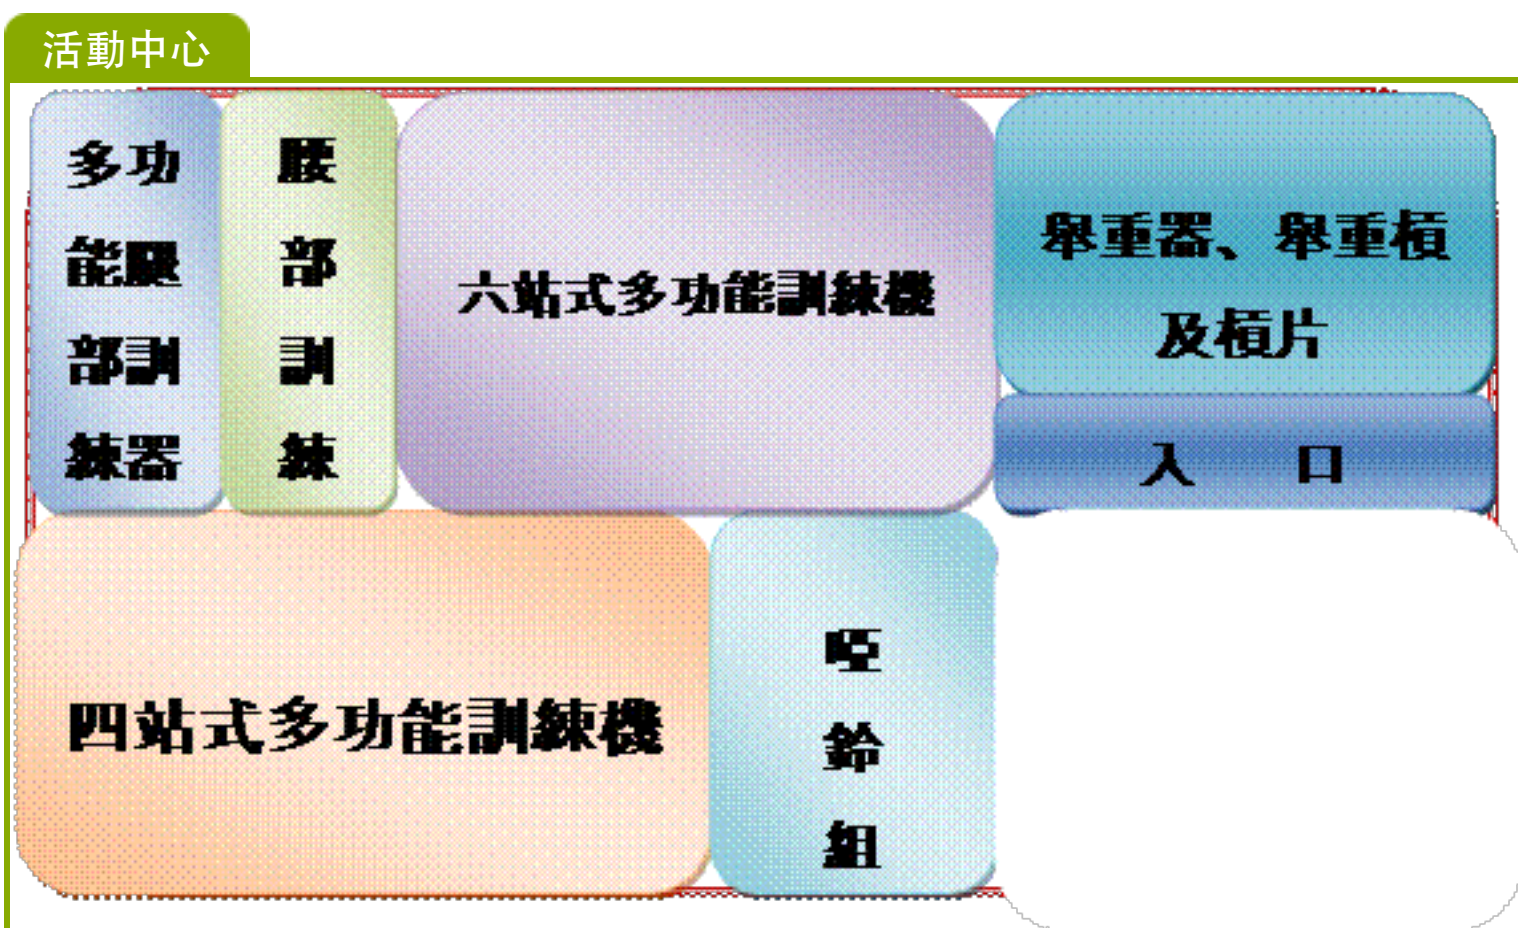 活動中心
多功
能腿
部訓
練器
腰
部
訓
練
六站式多功能訓練機
舉重器、舉重槓
及槓片
入　口
四站式多功能訓練機
啞
鈴
組